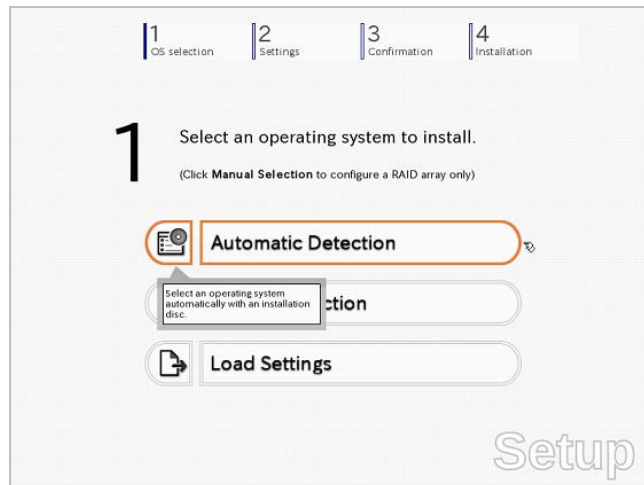 1
OS selection
2
Settings
3
Confirmation
4
Installation
1
Select an operating system to install.
(Click Manual Selection to configure a RAID array only)
Automatic Detection
Select an operating system
automatically with an installation
disc.
ction
Load Settings
Setup